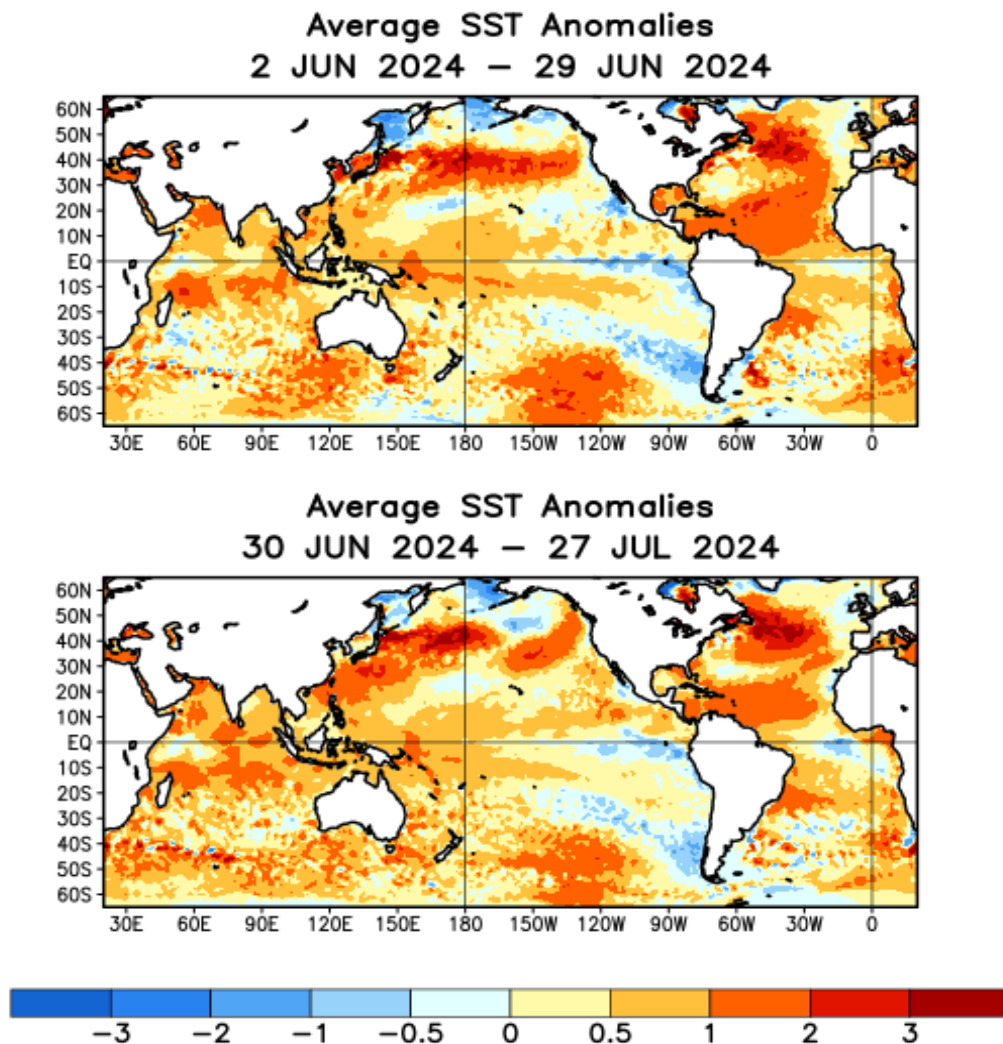 Average SST Anomalies
2 JUN 2024 – 29 JUN 2024
60N
50N
40N
30N
20N
10N
EQ
10S
20S
30S
40S
50S
60S
30E 60E 90E 120E 150E 180 150W 120W 90W 60W 30W 0
Average SST Anomalies
30 JUN 2024 – 27 JUL 2024
60N
50N
40N
30N
20N
10N
EQ
10S
20S
30S
40S
50S
60S
30E 60E 90E 120E 150E 180 150W 120W 90W 60W 30W 0
−3 −2 −1 −0.5 0 0.5 1 2 3